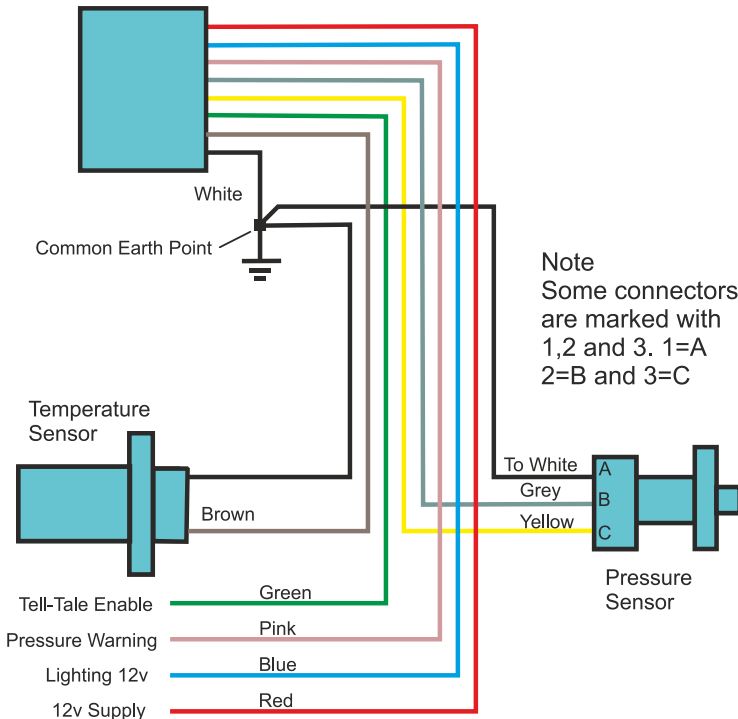 White
Common Earth Point
Note
Some connectors
are marked with
1,2 and 3. 1=A
2=B and 3=C
Temperature
Sensor
To White
A
Grey
B
Brown
Yellow
C
Pressure
Sensor
Tell-Tale Enable
Green
Pressure Warning
Pink
Lighting 12v
Blue
12v Supply
Red